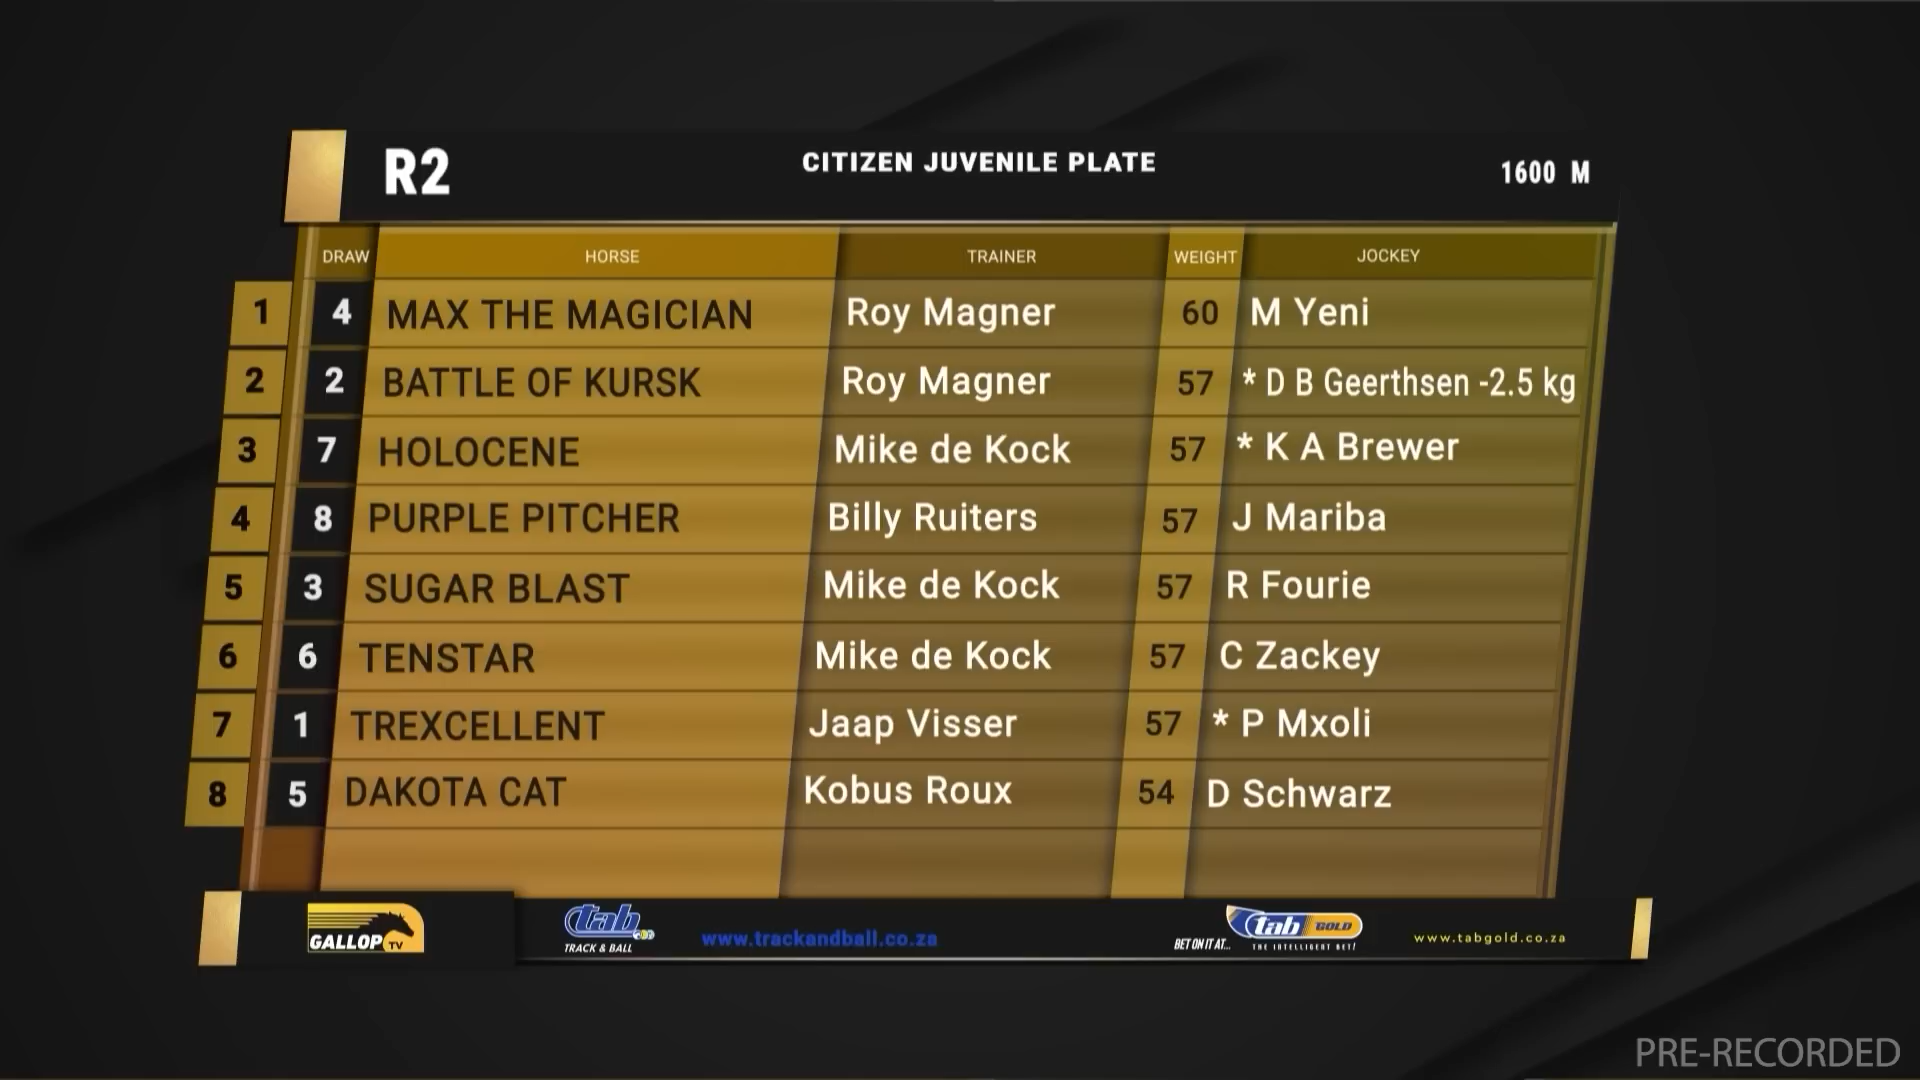 R2 CITIZEN JUVENILE PLATE 1600 M
DRAW HORSE TRAINER WEIGHT JOCKEY
1 4 MAX THE MAGICIAN Roy Magner 60 M Yeni
2 2 BATTLE OF KURSK Roy Magner 57 * D B Geerthsen -2.5 kg
3 7 HOLOCENE Mike de Kock 57 * K A Brewer
4 8 PURPLE PITCHER Billy Ruiters 57 J Mariba
5 3 SUGAR BLAST Mike de Kock 57 R Fourie
6 6 TENSTAR Mike de Kock 57 C Zackey
7 1 TREXCELLENT Jaap Visser 57 * P Mxoli
8 5 DAKOTA CAT Kobus Roux 54 D Schwarz
GALLOP TV tab TRACK & BALL www.trackandball.co.za BET ON IT AT... tab GOLD THE INTELLIGENT BET! www.tabgold.co.za
PRE-RECORDED